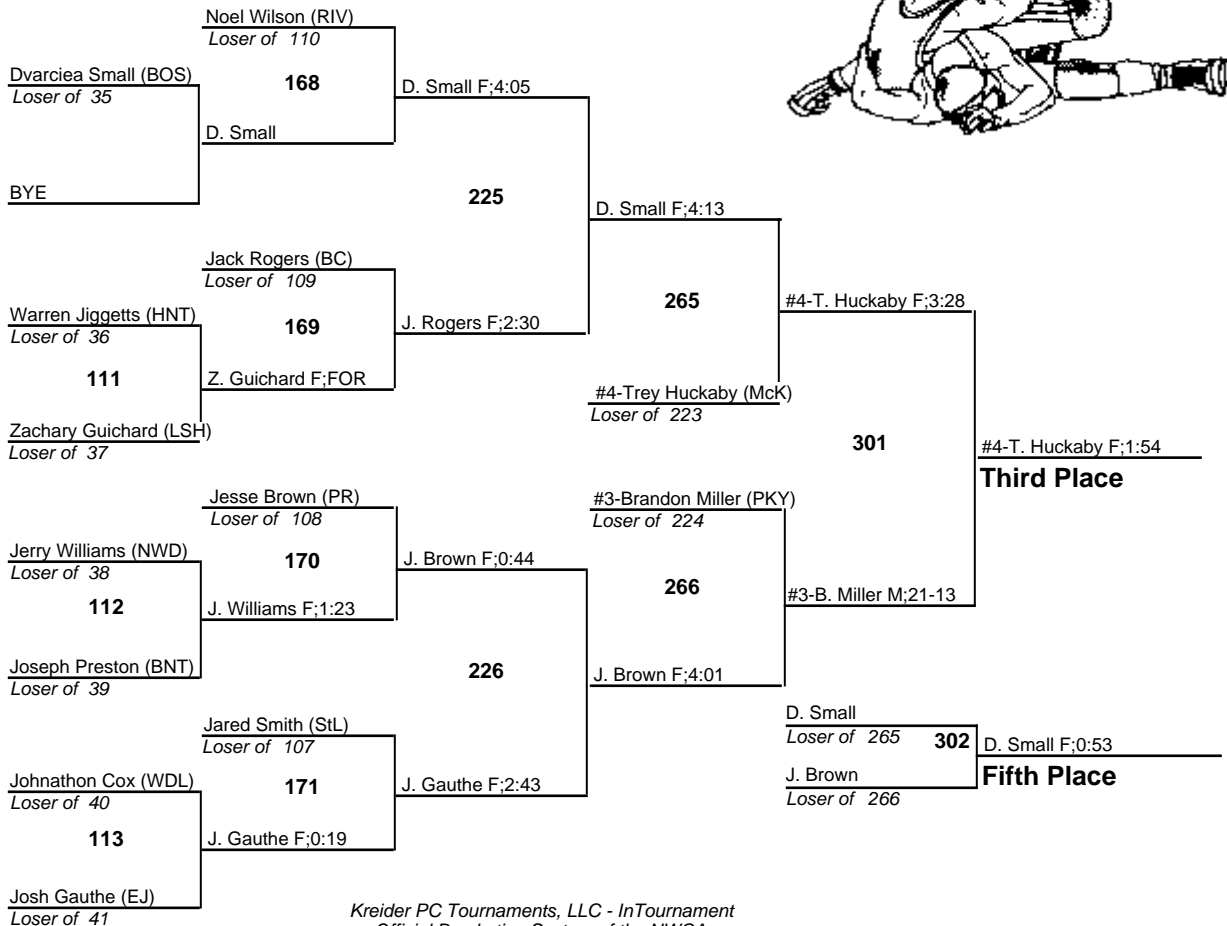 Noel Wilson (RIV)
Loser of 110
Dvarciea Small (BOS)
Loser of 35
168
D. Small F;4:05
D. Small
BYE
225
D. Small F;4:13
Jack Rogers (BC)
Loser of 109
Warren Jiggetts (HNT)
Loser of 36
169
265
#4-T. Huckaby F;3:28
J. Rogers F;2:30
111
Z. Guichard F;FOR
#4-Trey Huckaby (McK)
Loser of 223
Zachary Guichard (LSH)
Loser of 37
301
#4-T. Huckaby F;1:54
Third Place
Jesse Brown (PR)
Loser of 108
#3-Brandon Miller (PKY)
Loser of 224
Jerry Williams (NWD)
Loser of 38
170
J. Brown F;0:44
266
112
J. Williams F;1:23
#3-B. Miller M;21-13
Joseph Preston (BNT)
Loser of 39
226
J. Brown F;4:01
Jared Smith (StL)
Loser of 107
D. Small
Loser of 265
302
D. Small F;0:53
Fifth Place
Johnathon Cox (WDL)
Loser of 40
171
J. Gauthe F;2:43
J. Brown
Loser of 266
113
J. Gauthe F;0:19
Josh Gauthe (EJ)
Loser of 41
Kreider PC Tournaments, LLC - InTournament